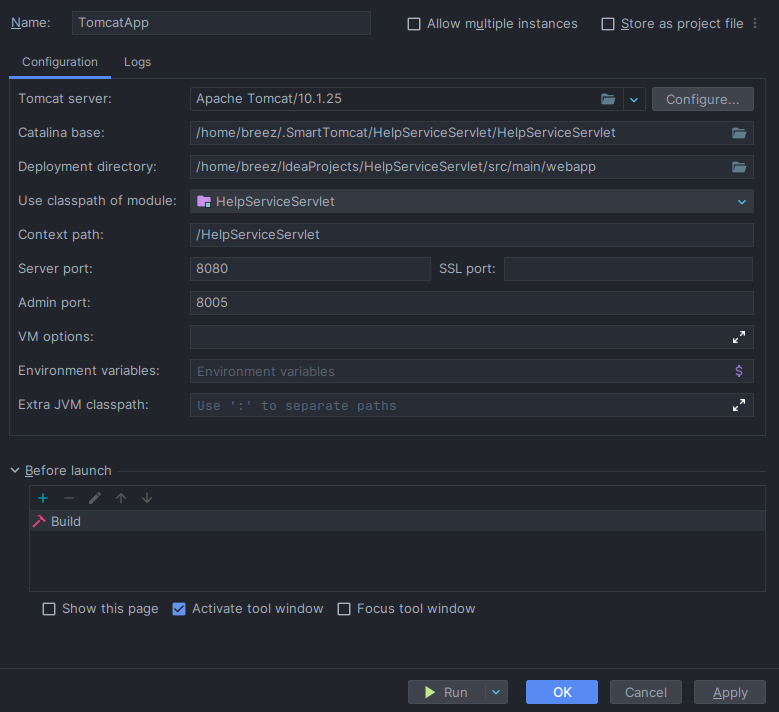 Name: TomcatApp Allow multiple instances Store as project file
Configuration Logs
Tomcat server: Apache Tomcat/10.1.25 Configure...
Catalina base: /home/breez/.SmartTomcat/HelpServiceServlet/HelpServiceServlet
Deployment directory: /home/breez/IdeaProjects/HelpServiceServlet/src/main/webapp
Use classpath of module: HelpServiceServlet
Context path: /HelpServiceServlet
Server port: 8080 SSL port:
Admin port: 8005
VM options:
Environment variables: Environment variables $
Extra JVM classpath: Use ':' to separate paths
Before launch
Build
Show this page Activate tool window Focus tool window
Run OK Cancel Apply